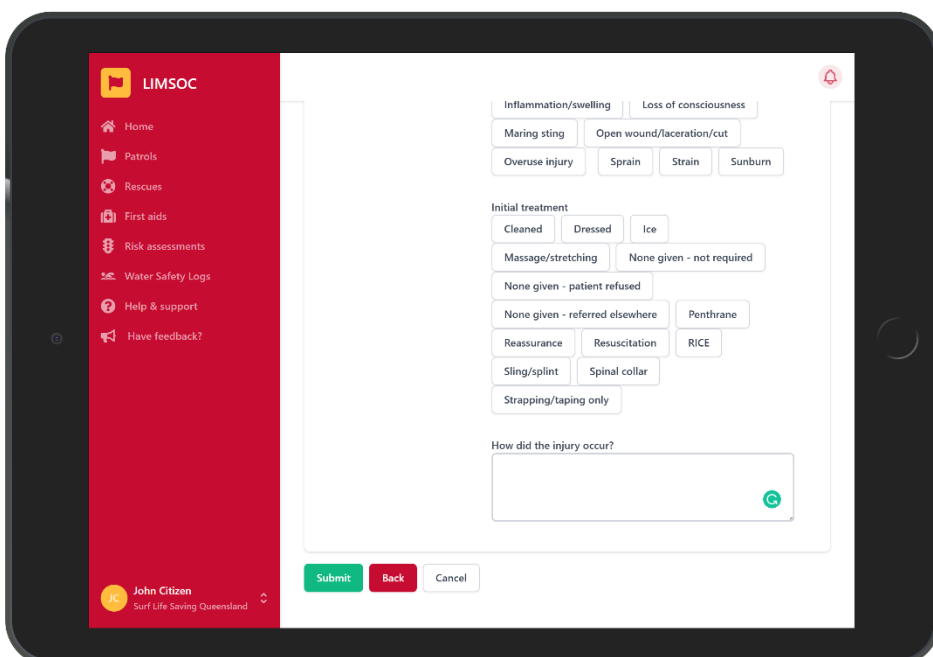 LIMSOC
Home
Patrols
Rescues
First aids
Risk assessments
Water Safety Logs
Help & support
Have feedback?
JC
John Citizen
Surf Life Saving Queensland
Inflammation/swelling Loss of consciousness
Maring sting Open wound/laceration/cut
Overuse injury Sprain Strain Sunburn
Initial treatment
Cleaned Dressed Ice
Massage/stretching None given - not required
None given - patient refused
None given - referred elsewhere Penthrane
Reassurance Resuscitation RICE
Sling/splint Spinal collar
Strapping/taping only
How did the injury occur?
Submit Back Cancel